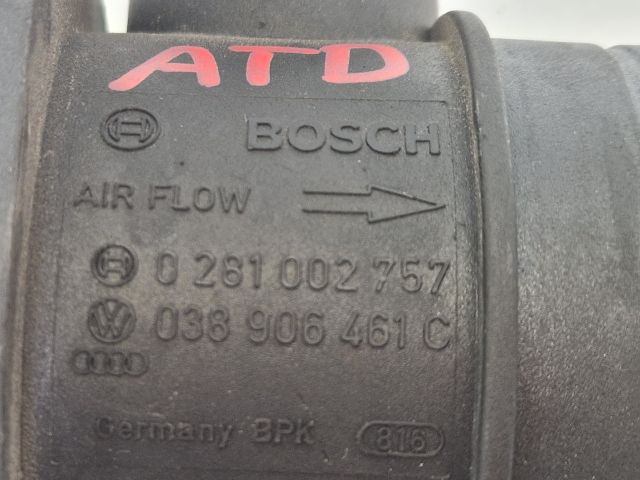 ATD
BOSCH
AIR FLOW
0 281 002 757
038 906 461 C
Germany BPK 816